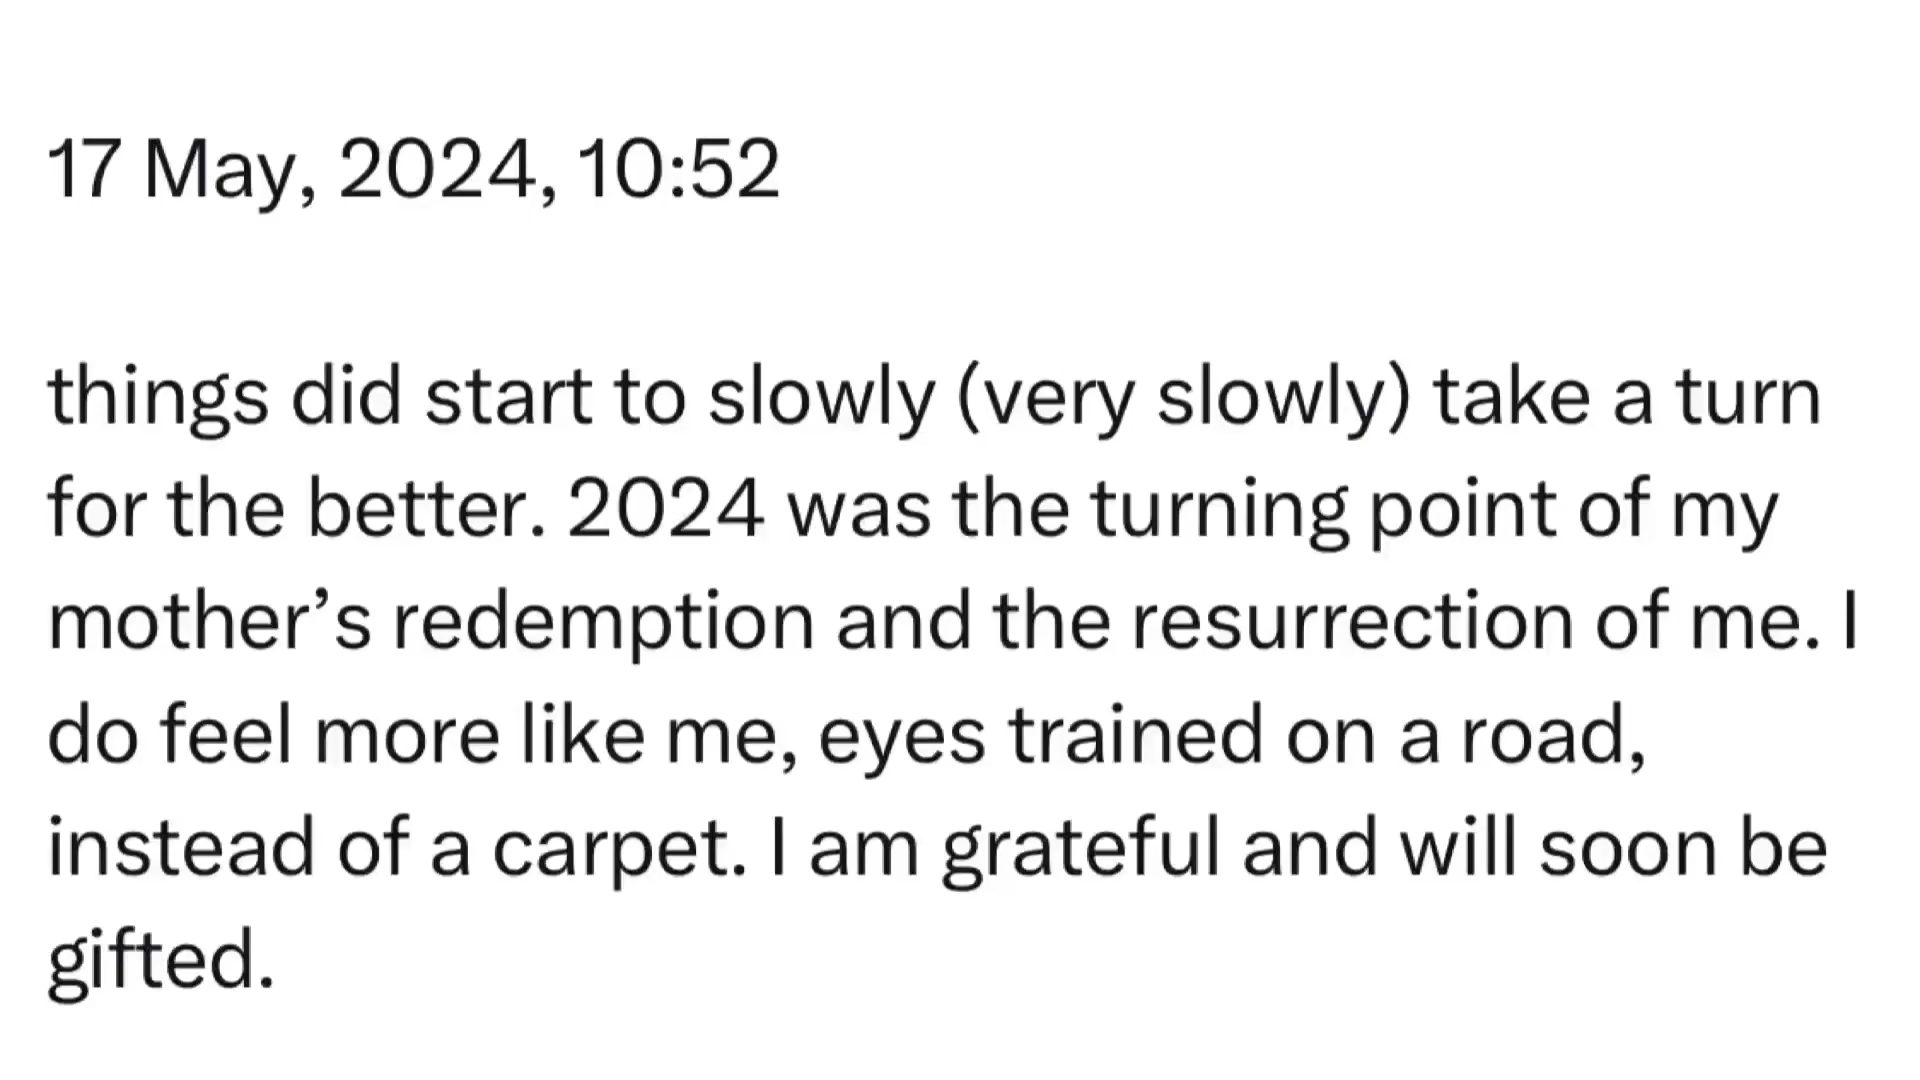 17 May, 2024, 10:52
things did start to slowly (very slowly) take a turn
for the better. 2024 was the turning point of my
mother’s redemption and the resurrection of me. I
do feel more like me, eyes trained on a road,
instead of a carpet. I am grateful and will soon be
gifted.